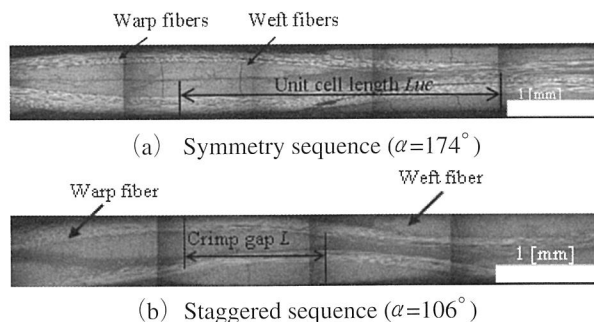 Warp fibers Weft fibers
Unit cell length Luc
1 [mm]
(a) Symmetry sequence (α=174°)
Warp fiber Weft fiber
Crimp gap L
1 [mm]
(b) Staggered sequence (α=106°)